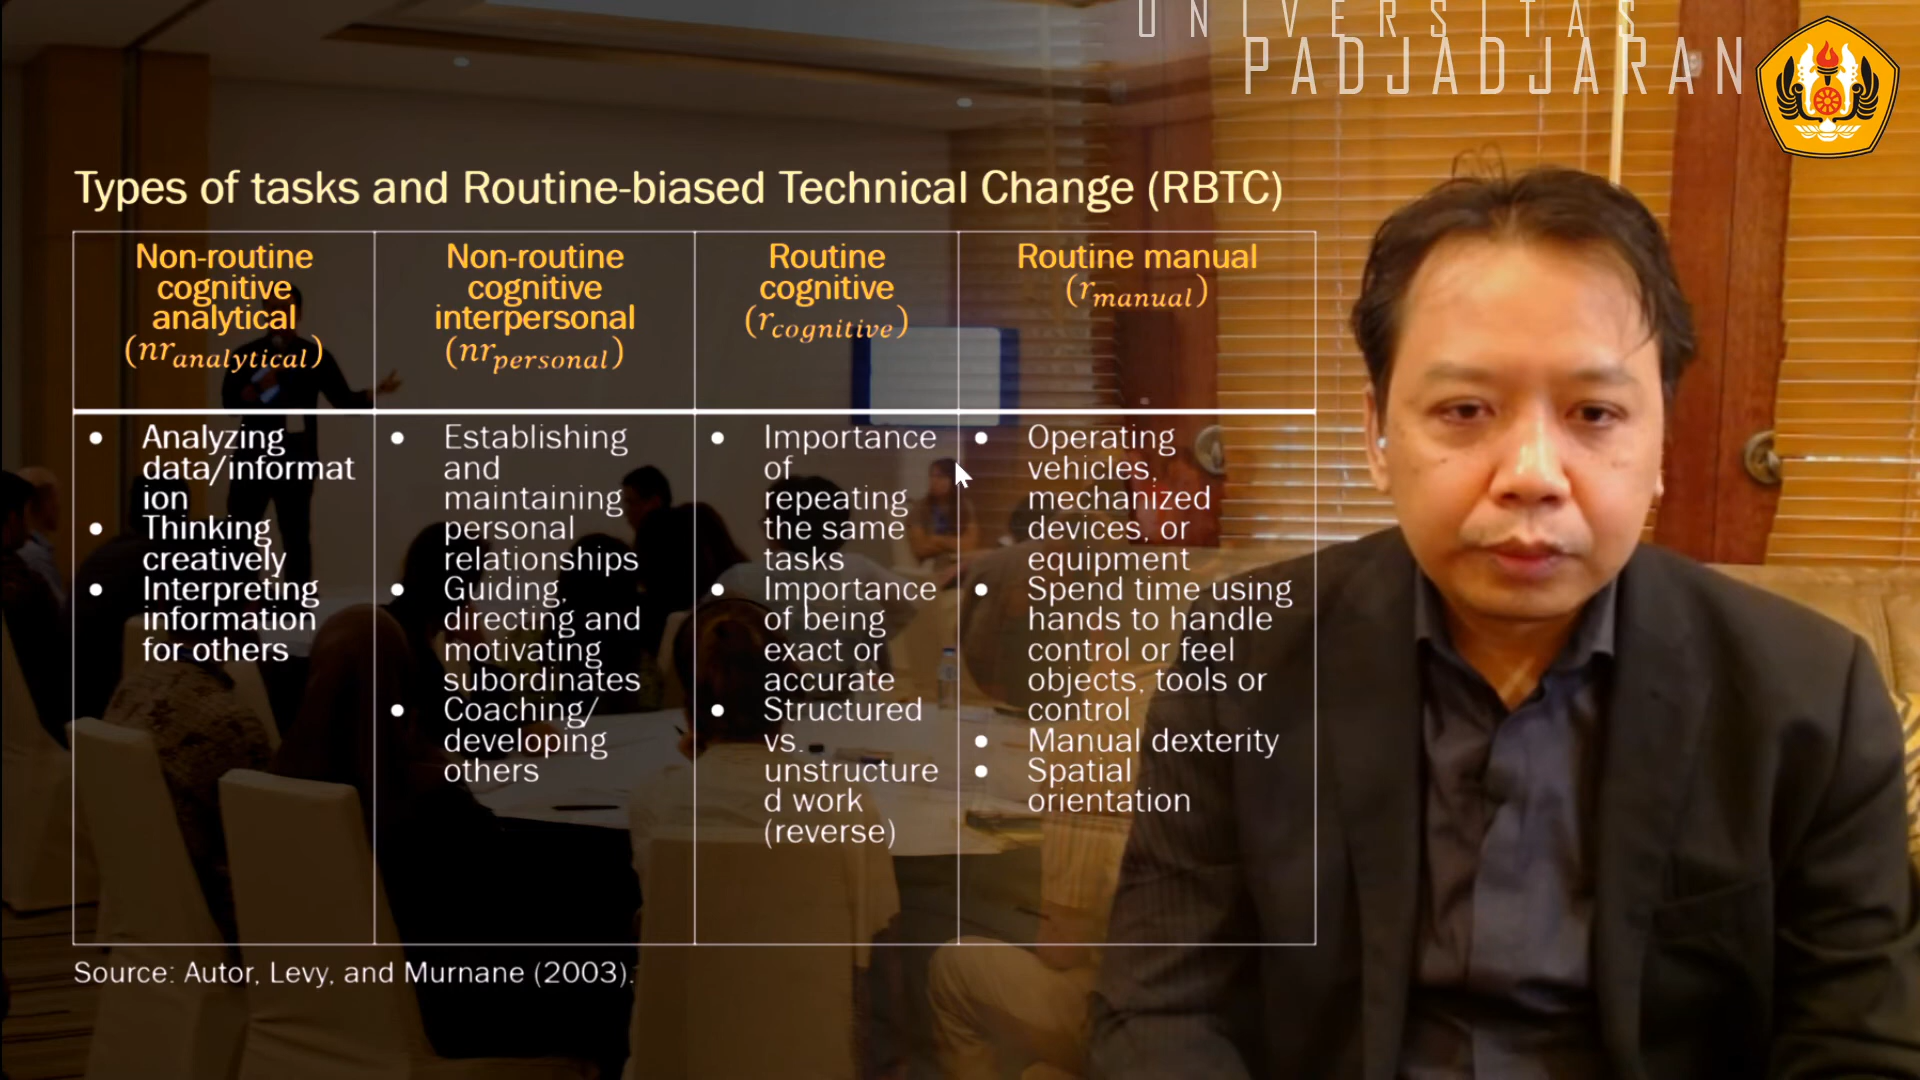 UNIVERSITAS
PADJADJARAN
Types of tasks and Routine-biased Technical Change (RBTC)
Non-routine
cognitive
analytical
(nr_analytical)
Non-routine
cognitive
interpersonal
(nr_personal)
Routine
cognitive
(r_cognitive)
Routine manual
(r_manual)
• Analyzing
data/informat
ion
• Thinking
creatively
• Interpreting
information
for others
• Establishing
and
maintaining
personal
relationships
• Guiding,
directing and
motivating
subordinates
• Coaching/
developing
others
• Importance
of
repeating
the same
tasks
• Importance
of being
exact or
accurate
• Structured
vs.
unstructure
d work
(reverse)
• Operating
vehicles,
mechanized
devices, or
equipment
• Spend time using
hands to handle
control or feel
objects, tools or
control
• Manual dexterity
• Spatial
orientation
Source: Autor, Levy, and Murnane (2003).